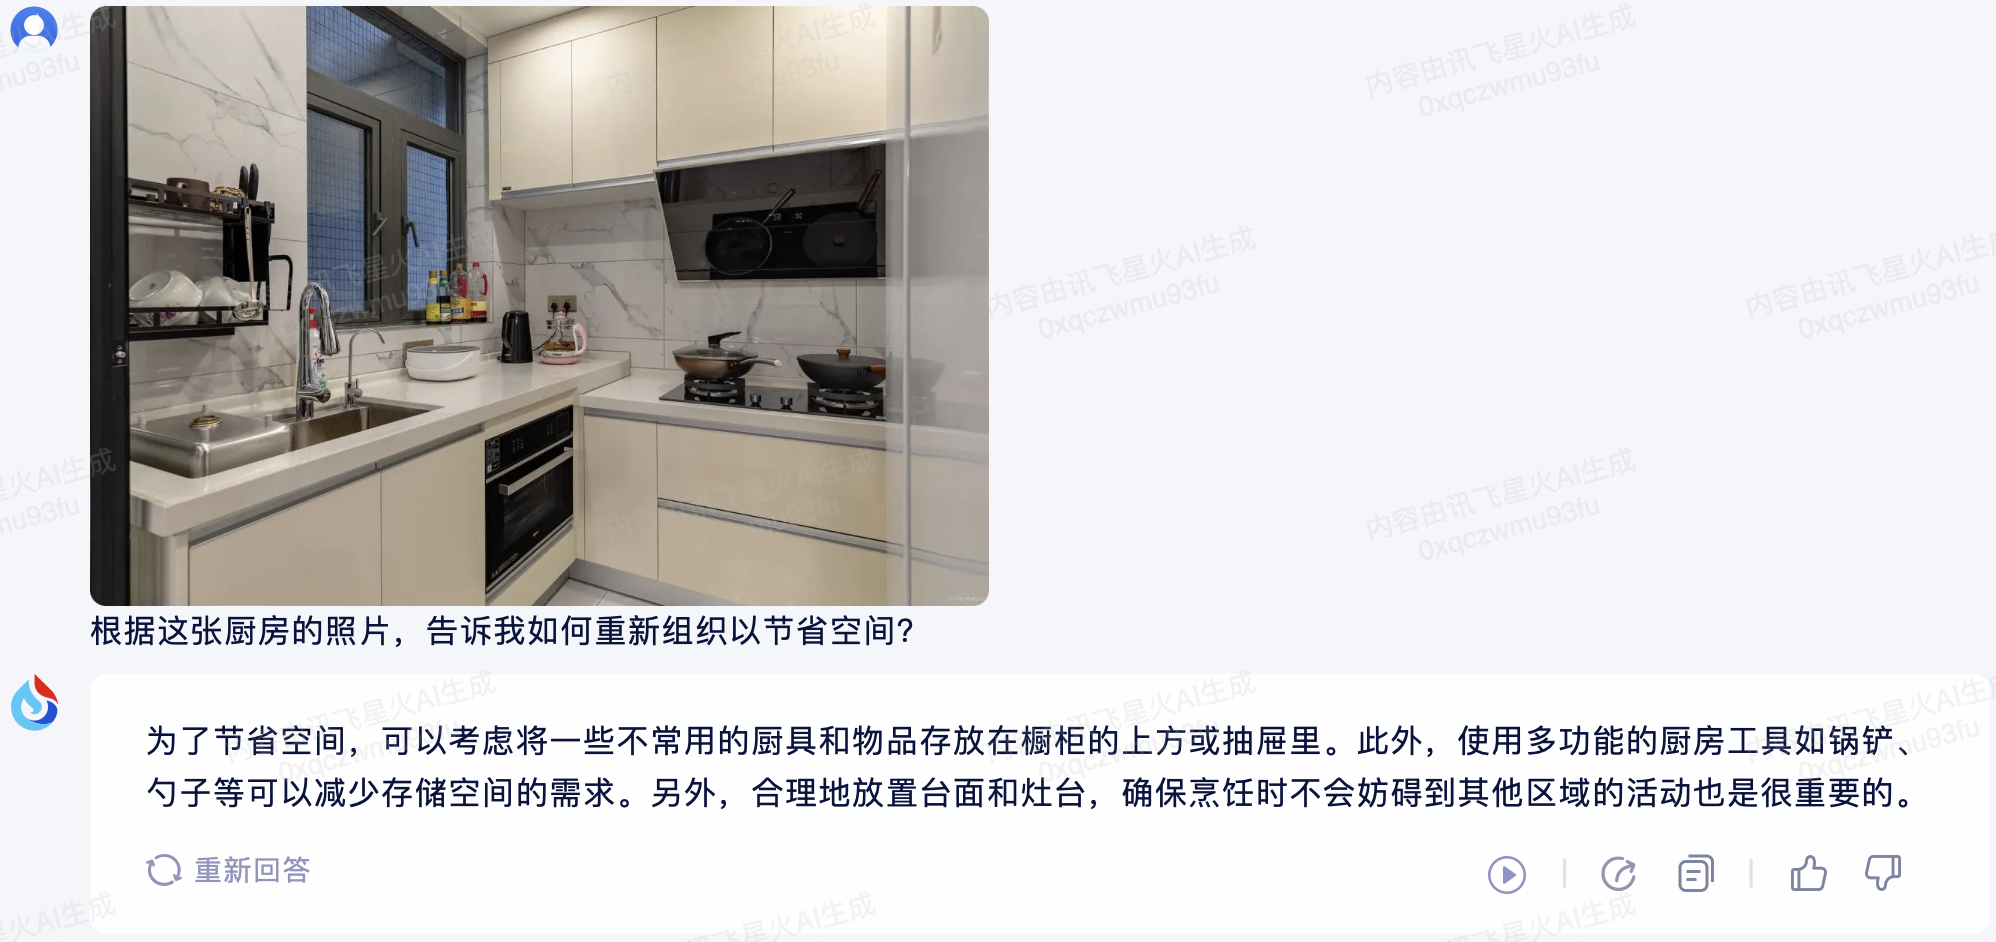 内容由讯飞星火AI生成
0xqczwmu93fu
根据这张厨房的照片，告诉我如何重新组织以节省空间？
为了节省空间，可以考虑将一些不常用的厨具和物品存放在橱柜的上方或抽屉里。此外，使用多功能的厨房工具如锅铲、
勺子等可以减少存储空间的需求。另外，合理地放置台面和灶台，确保烹饪时不会妨碍到其他区域的活动也是很重要的。
重新回答